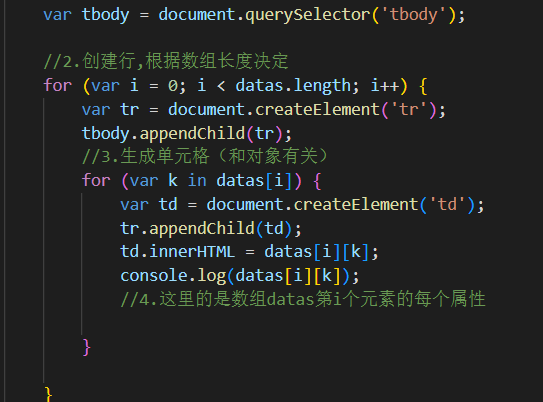 var tbody = document.querySelector('tbody');
//2.创建行,根据数组长度决定
for (var i = 0; i < datas.length; i++) {
var tr = document.createElement('tr');
tbody.appendChild(tr);
//3.生成单元格（和对象有关）
for (var k in datas[i]) {
var td = document.createElement('td');
tr.appendChild(td);
td.innerHTML = datas[i][k];
console.log(datas[i][k]);
//4.这里的是数组datas第i个元素的每个属性
}
}